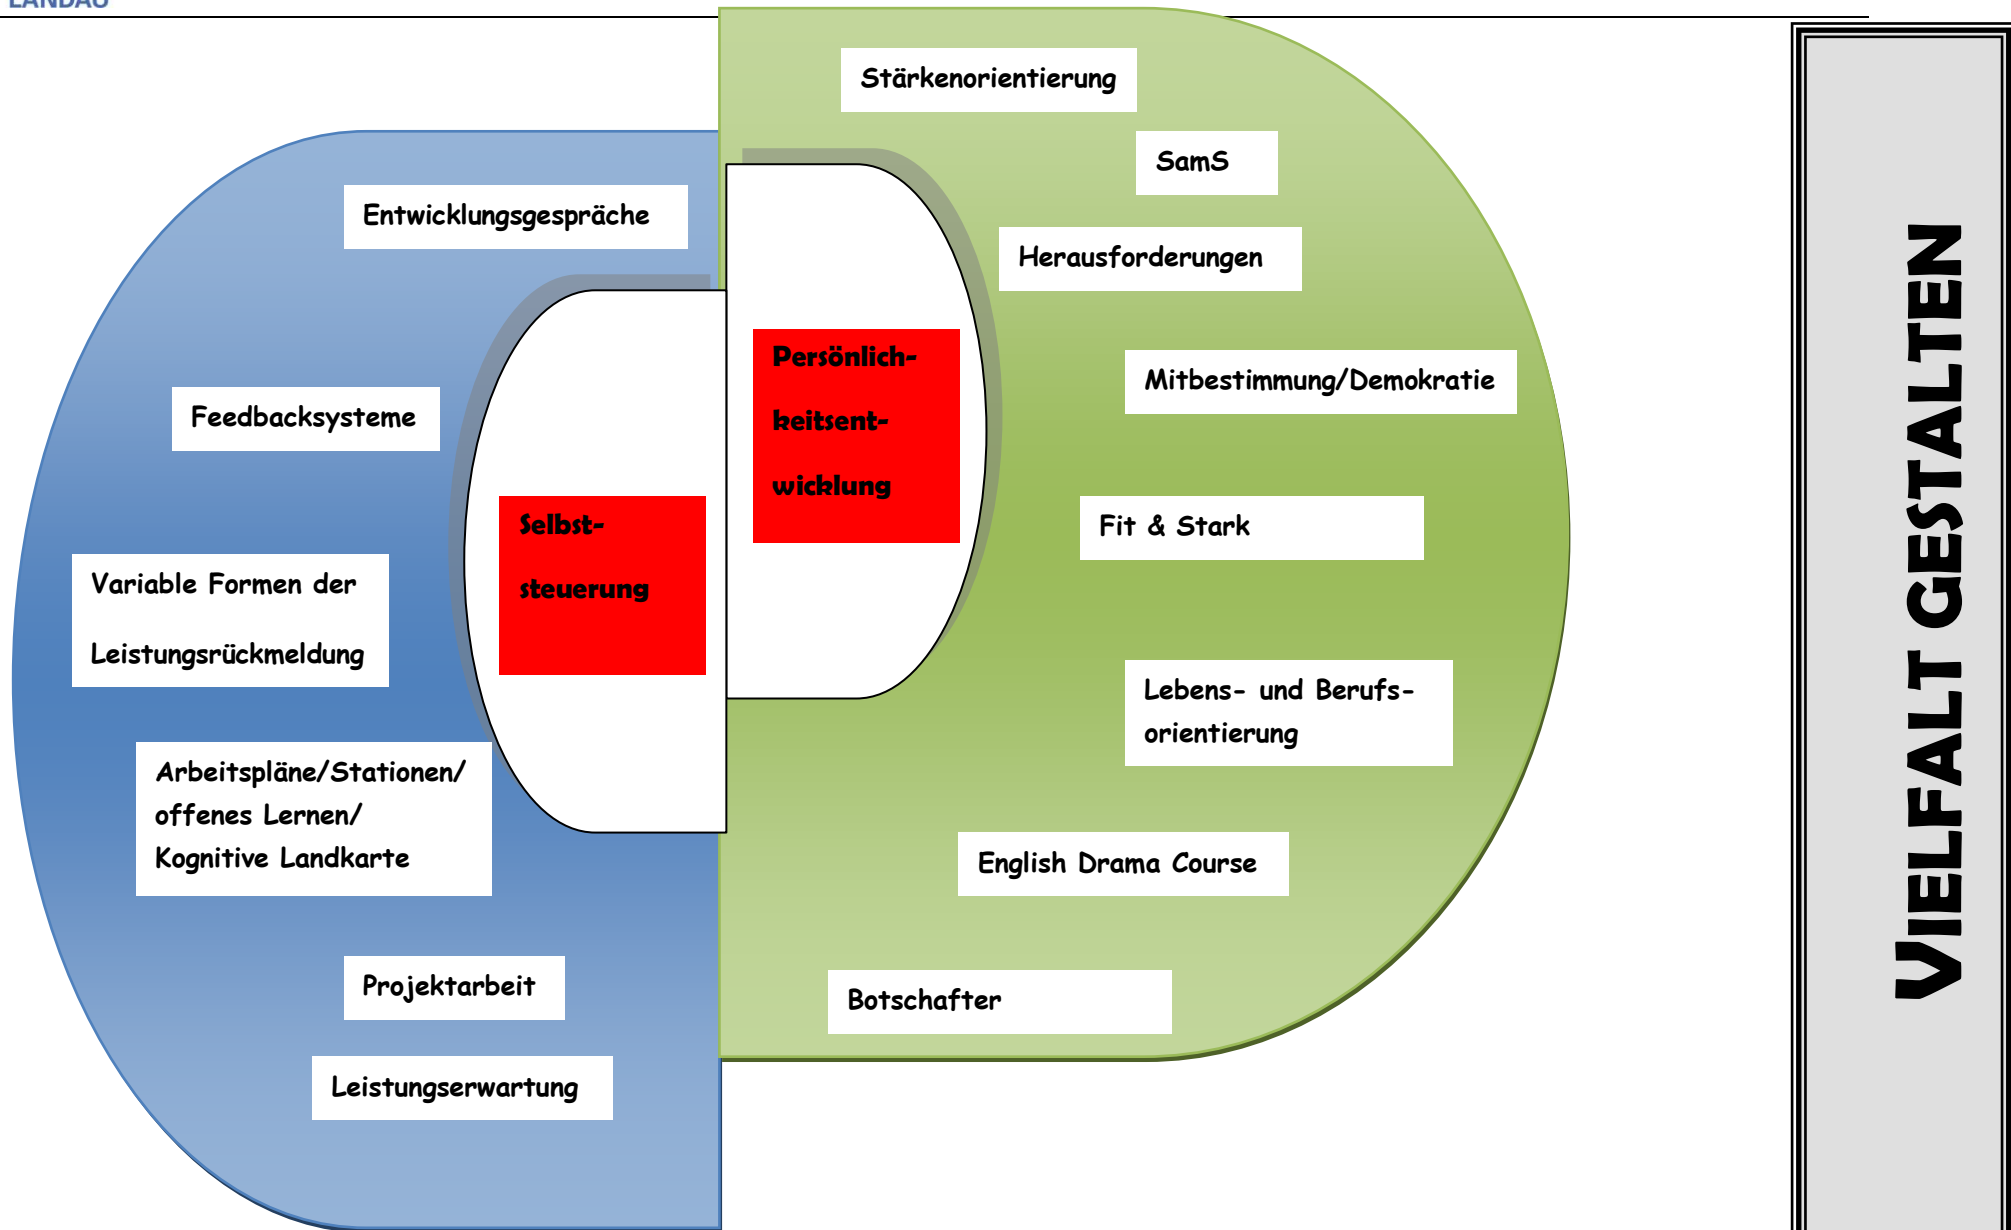 LANDAU
Stärkenorientierung
SamS
Entwicklungsgespräche
Herausforderungen
Persönlich-
keitsent-
wicklung
Mitbestimmung/Demokratie
Feedbacksysteme
Selbst-
steuerung
Fit & Stark
Variable Formen der
Leistungsrückmeldung
Lebens- und Berufs-
orientierung
Arbeitspläne/Stationen/
offenes Lernen/
Kognitive Landkarte
English Drama Course
Projektarbeit
Botschafter
Leistungserwartung
VIELFALT GESTALTEN